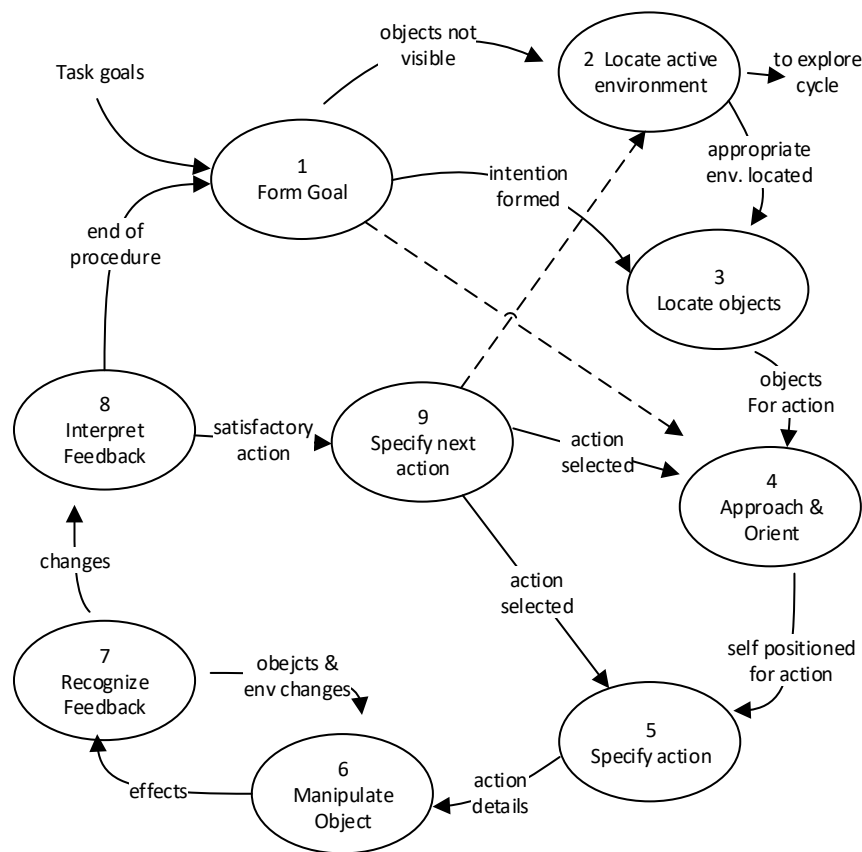 objects not
visible
2  Locate active
environment
to explore
cycle
Task goals
1
Form Goal
intention
formed
appropriate
env. located
end of
procedure
3
Locate objects
objects
For action
8
Interpret
Feedback
satisfactory
action
9
Specify next
action
action
selected
4
Approach &
Orient
changes
action
selected
7
Recognize
Feedback
obejcts &
env changes
self positioned
for action
5
Specify action
effects
6
Manipulate
Object
action
details